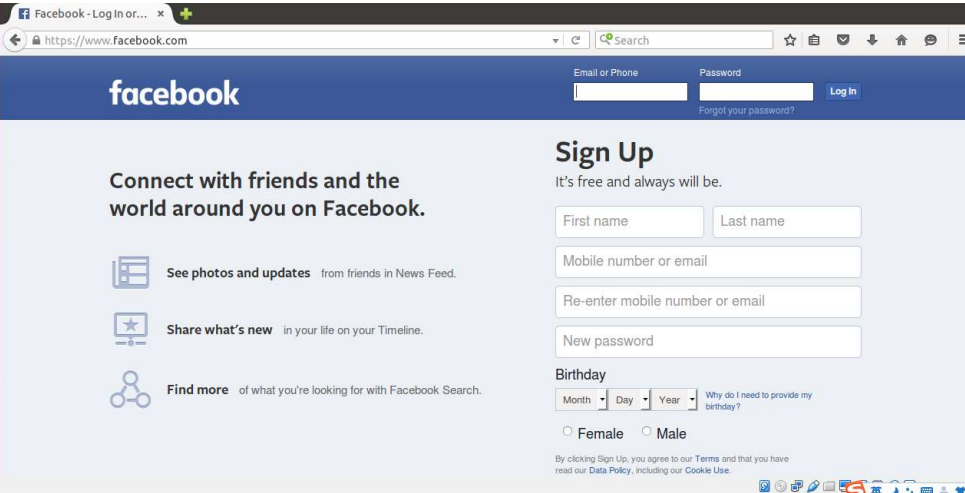 Facebook - Log In or...
https://www.facebook.com
Search
facebook
Email or Phone
Password
Log In
Forgot your password?
Connect with friends and the
world around you on Facebook.
See photos and updates from friends in News Feed.
Share what's new in your life on your Timeline.
Find more of what you're looking for with Facebook Search.
Sign Up
It's free and always will be.
First name
Last name
Mobile number or email
Re-enter mobile number or email
New password
Birthday
Month Day Year
Why do I need to provide my
birthday?
Female Male
By clicking Sign Up, you agree to our Terms and that you have
read our Data Policy, including our Cookie Use.
英